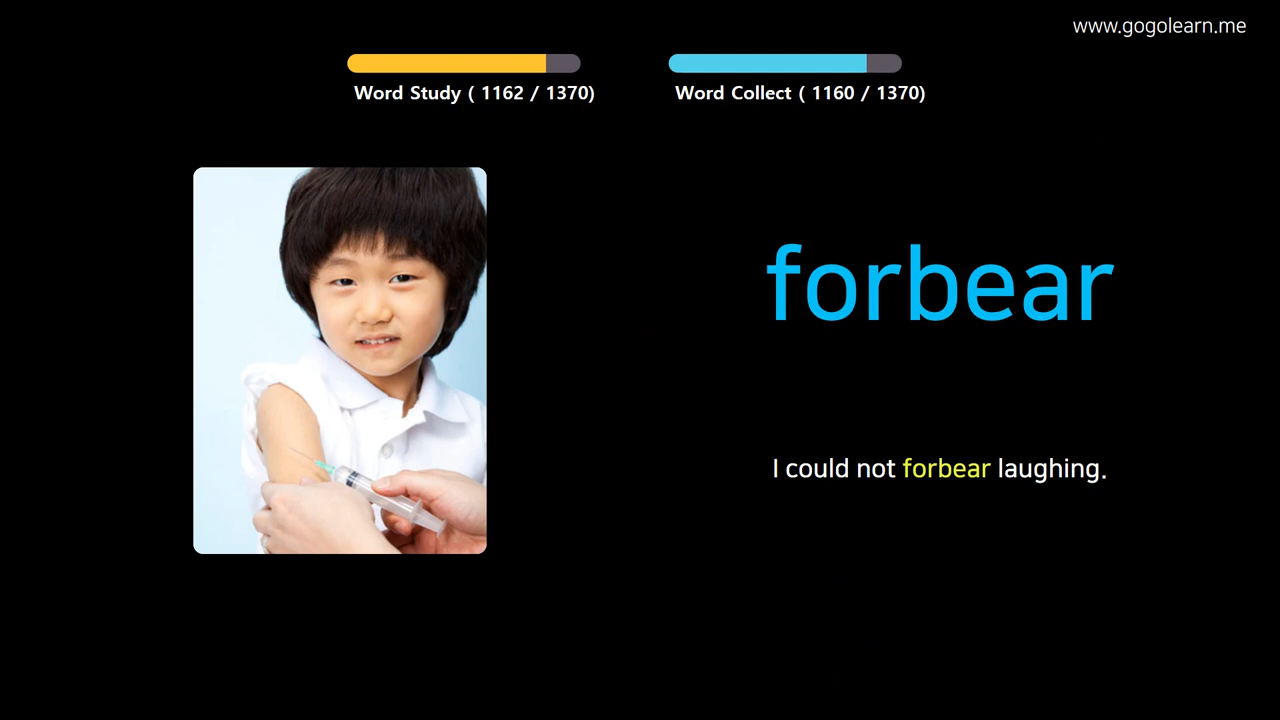 www.gogolearn.me
Word Study ( 1162 / 1370)
Word Collect ( 1160 / 1370)
forbear
I could not forbear laughing.